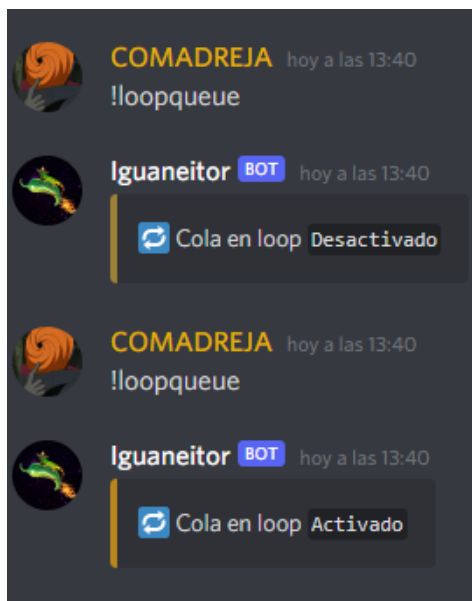 COMADREJA hoy a las 13:40
!loopqueue
Iguaneitor BOT hoy a las 13:40
Cola en loop Desactivado
COMADREJA hoy a las 13:40
!loopqueue
Iguaneitor BOT hoy a las 13:40
Cola en loop Activado